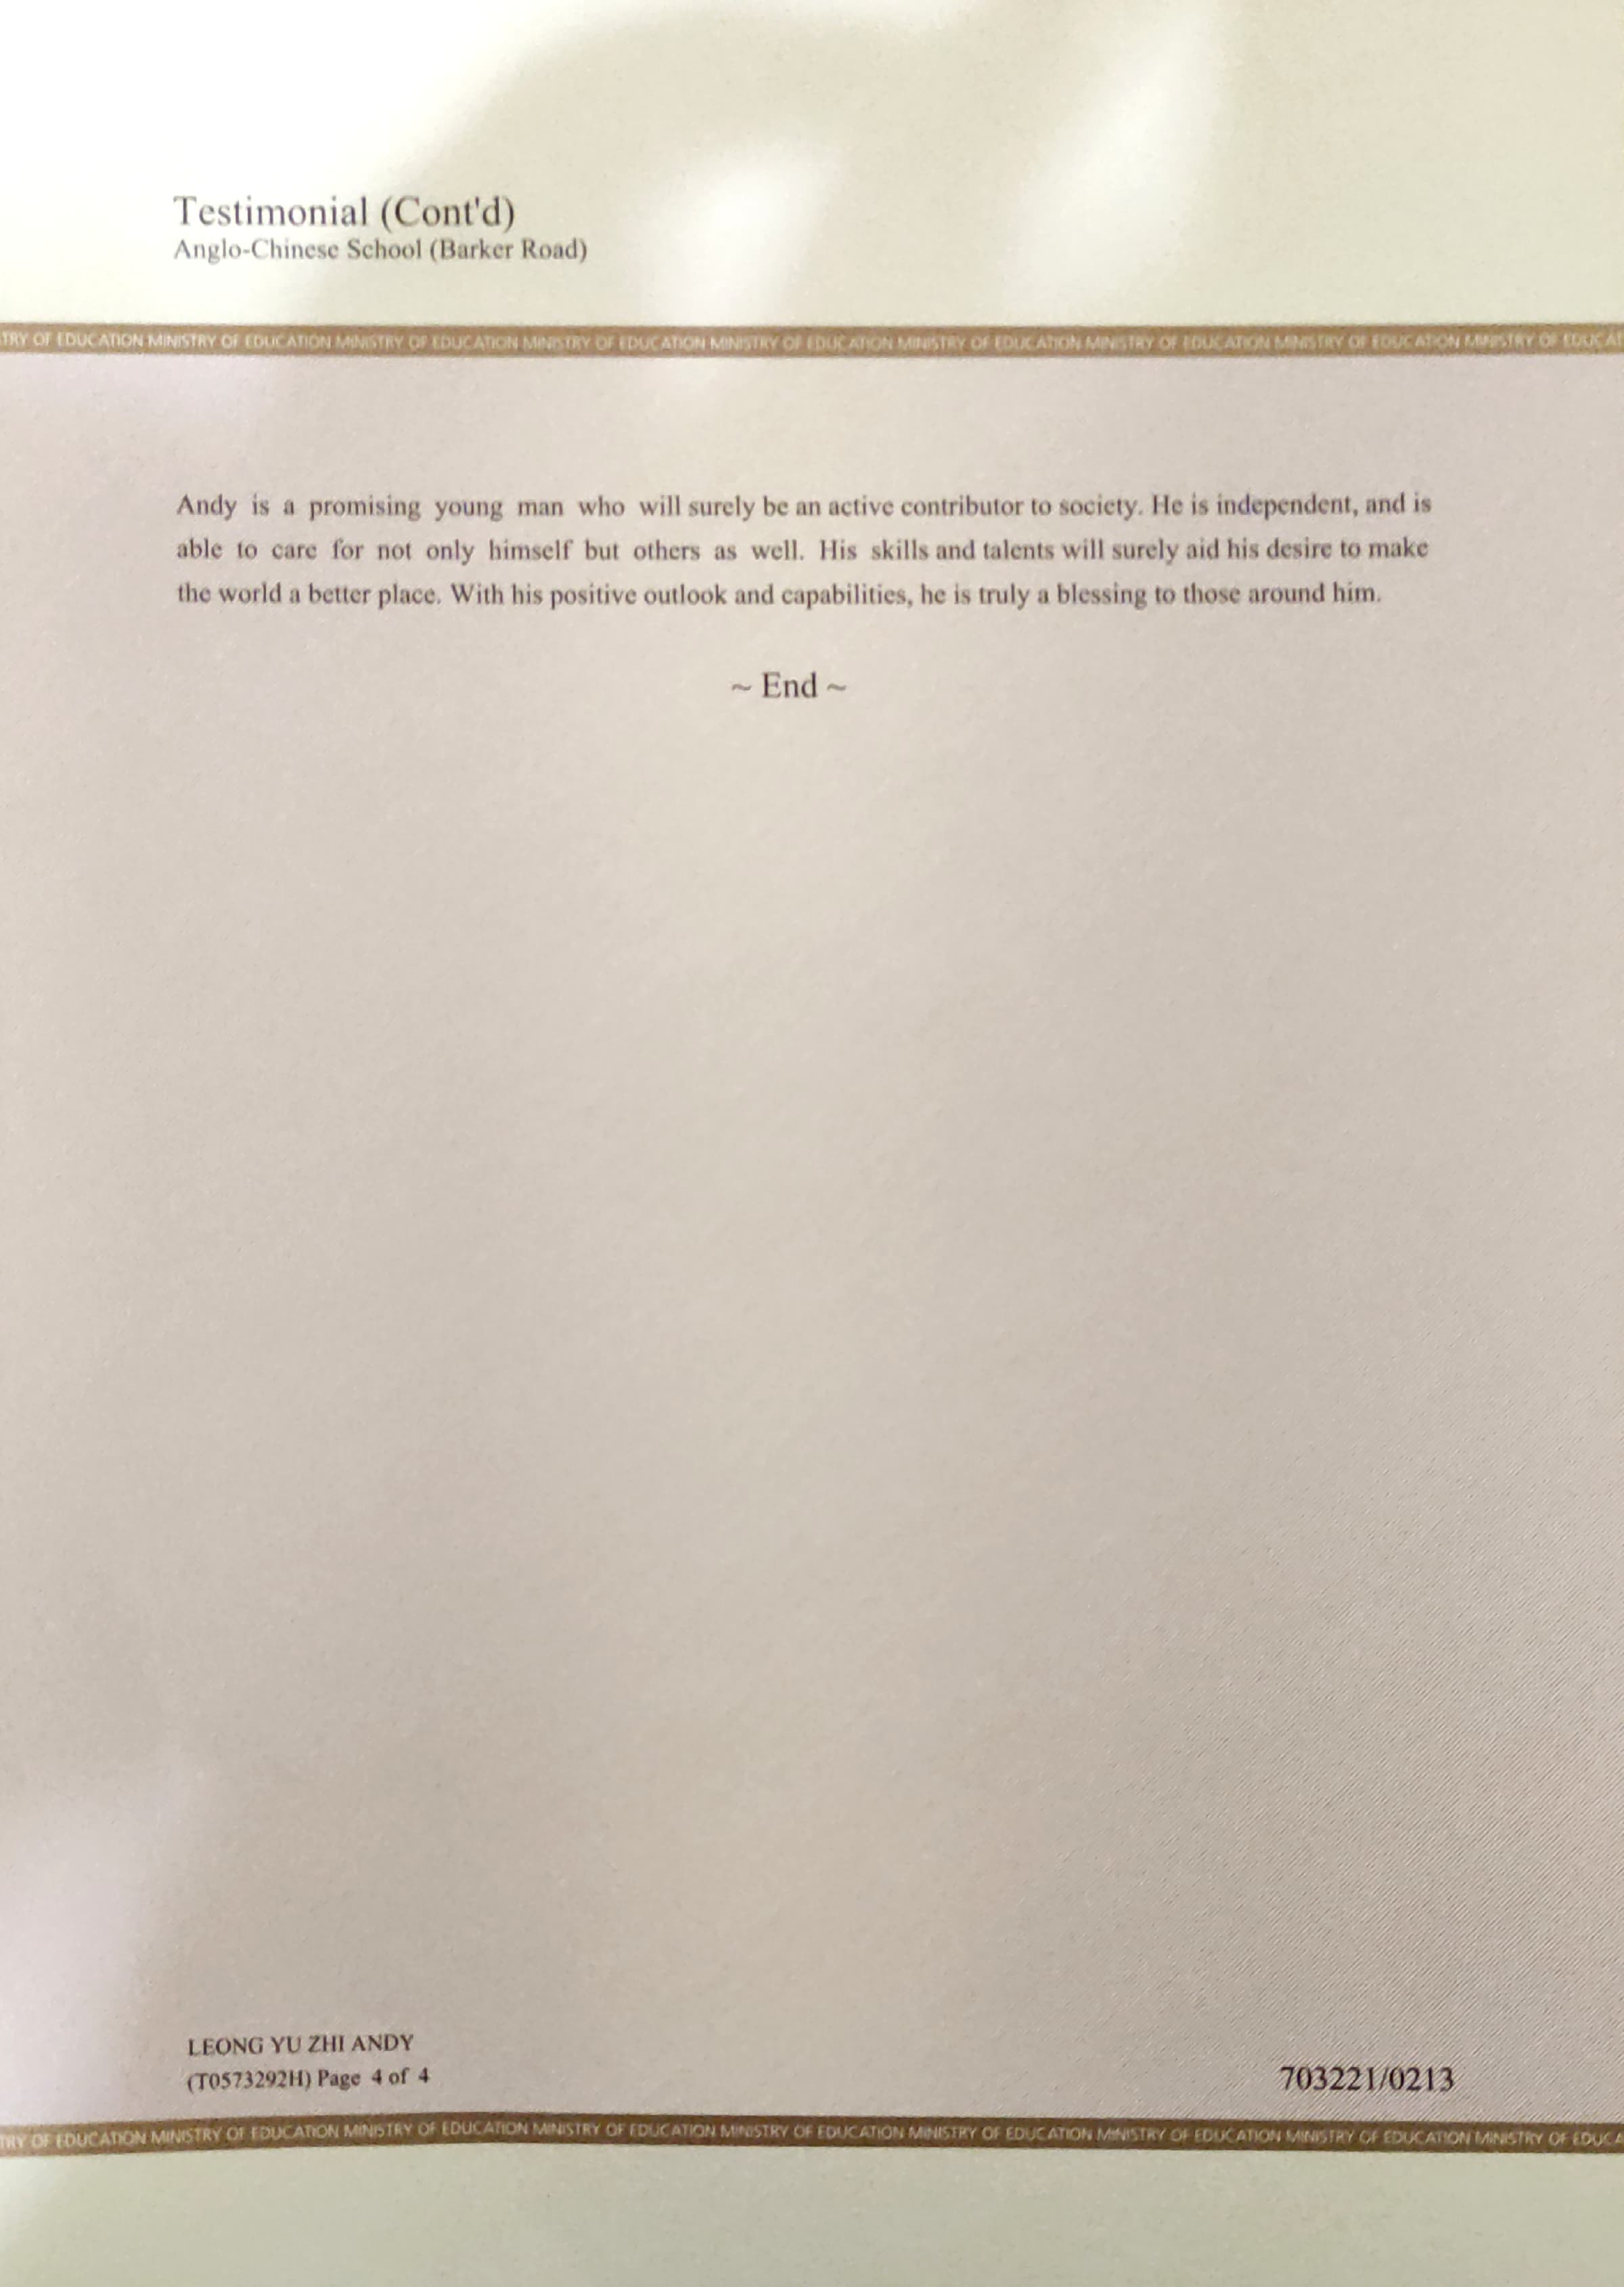 Testimonial (Cont'd)
Anglo-Chinese School (Barker Road)
TRY OF EDUCATION MINISTRY OF EDUCATION MINISTRY OF EDUCATION MINISTRY OF EDUCATION MINISTRY OF EDUCATION MINISTRY OF EDUCATION MINISTRY OF EDUCATION MINISTRY OF EDUCATION MINISTRY OF EDUCAT
Andy is a promising young man who will surely be an active contributor to society. He is independent, and is
able to care for not only himself but others as well. His skills and talents will surely aid his desire to make
the world a better place. With his positive outlook and capabilities, he is truly a blessing to those around him.
~ End ~
LEONG YU ZHI ANDY
(T0573292H) Page 4 of 4
703221/0213
TRY OF EDUCATION MINISTRY OF EDUCATION MINISTRY OF EDUCATION MINISTRY OF EDUCATION MINISTRY OF EDUCATION MINISTRY OF EDUCATION MINISTRY OF EDUCATION MINISTRY OF EDUCATION MINISTRY OF EDUCA